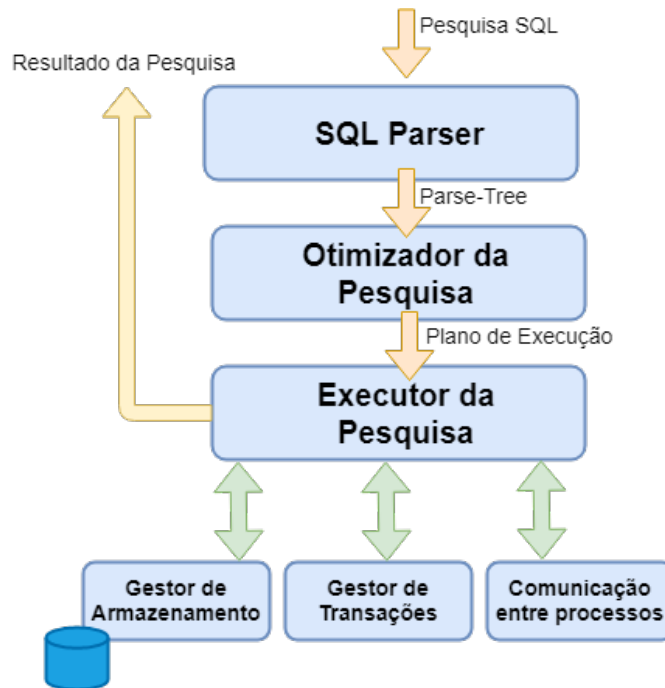 Pesquisa SQL
Resultado da Pesquisa
SQL Parser
Parse-Tree
Otimizador da
Pesquisa
Plano de Execução
Executor da
Pesquisa
Gestor de
Armazenamento
Gestor de
Transações
Comunicação
entre processos